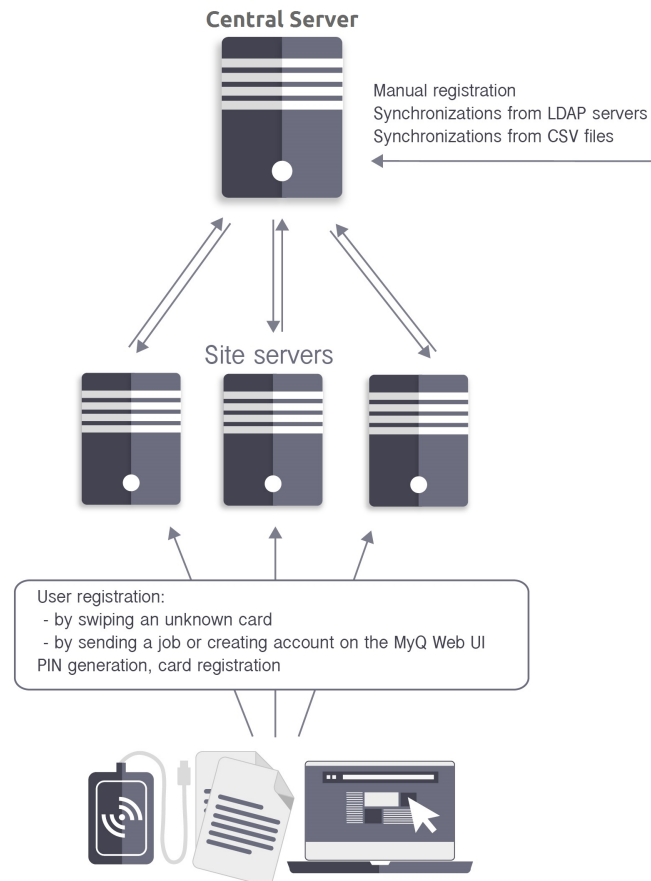 Central Server
Manual registration
Synchronizations from LDAP servers
Synchronizations from CSV files
Site servers
User registration:
- by swiping an unknown card
- by sending a job or creating account on the MyQ Web UI
PIN generation, card registration